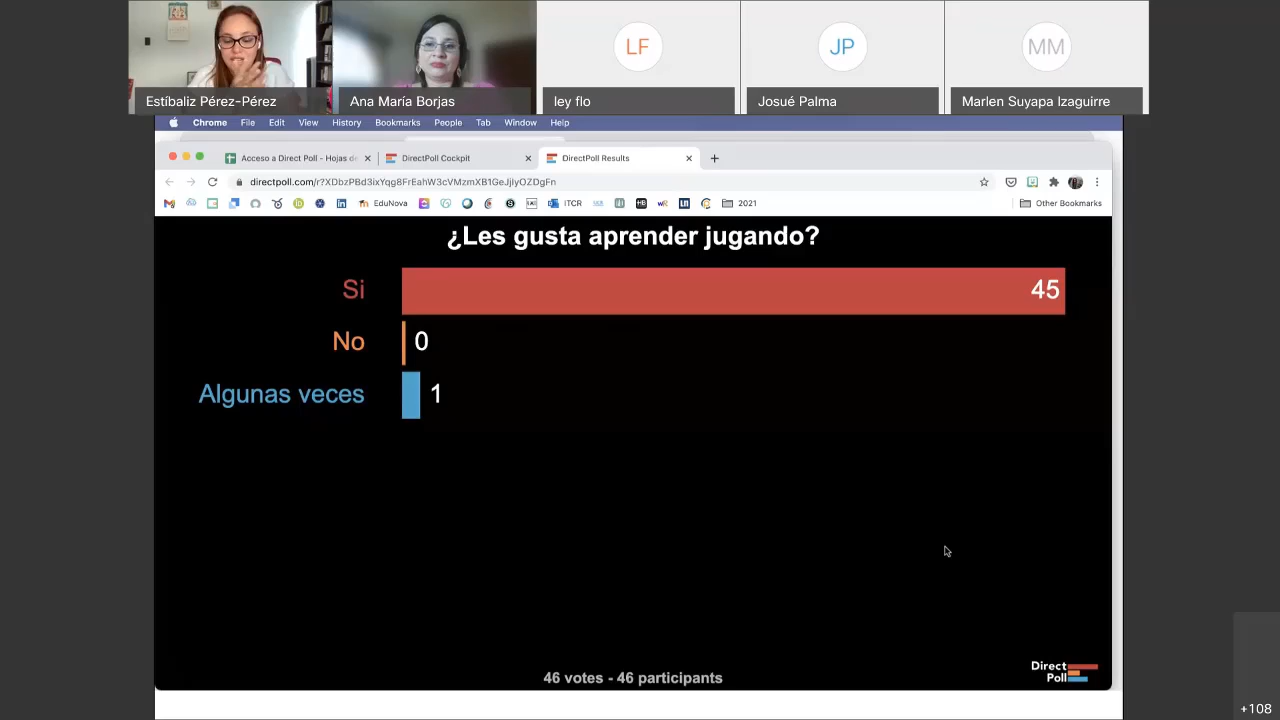 LF
JP
MM
Estíbaliz Pérez-Pérez
Ana María Borjas
ley flo
Josué Palma
Marlen Suyapa Izaguirre
Chrome File Edit View History Bookmarks People Tab Window Help
Acceso a Direct Poll - Hojas de
DirectPoll Cockpit
DirectPoll Results
directpoll.com/r?XDbzPBd3ixYqg8FrEahW3cVMzmXB1GeJjIyOZDgFn
EduNova
ITCR
2021
Other Bookmarks
¿Les gusta aprender jugando?
Si 45
No 0
Algunas veces 1
46 votes - 46 participants
Direct
Poll
+108